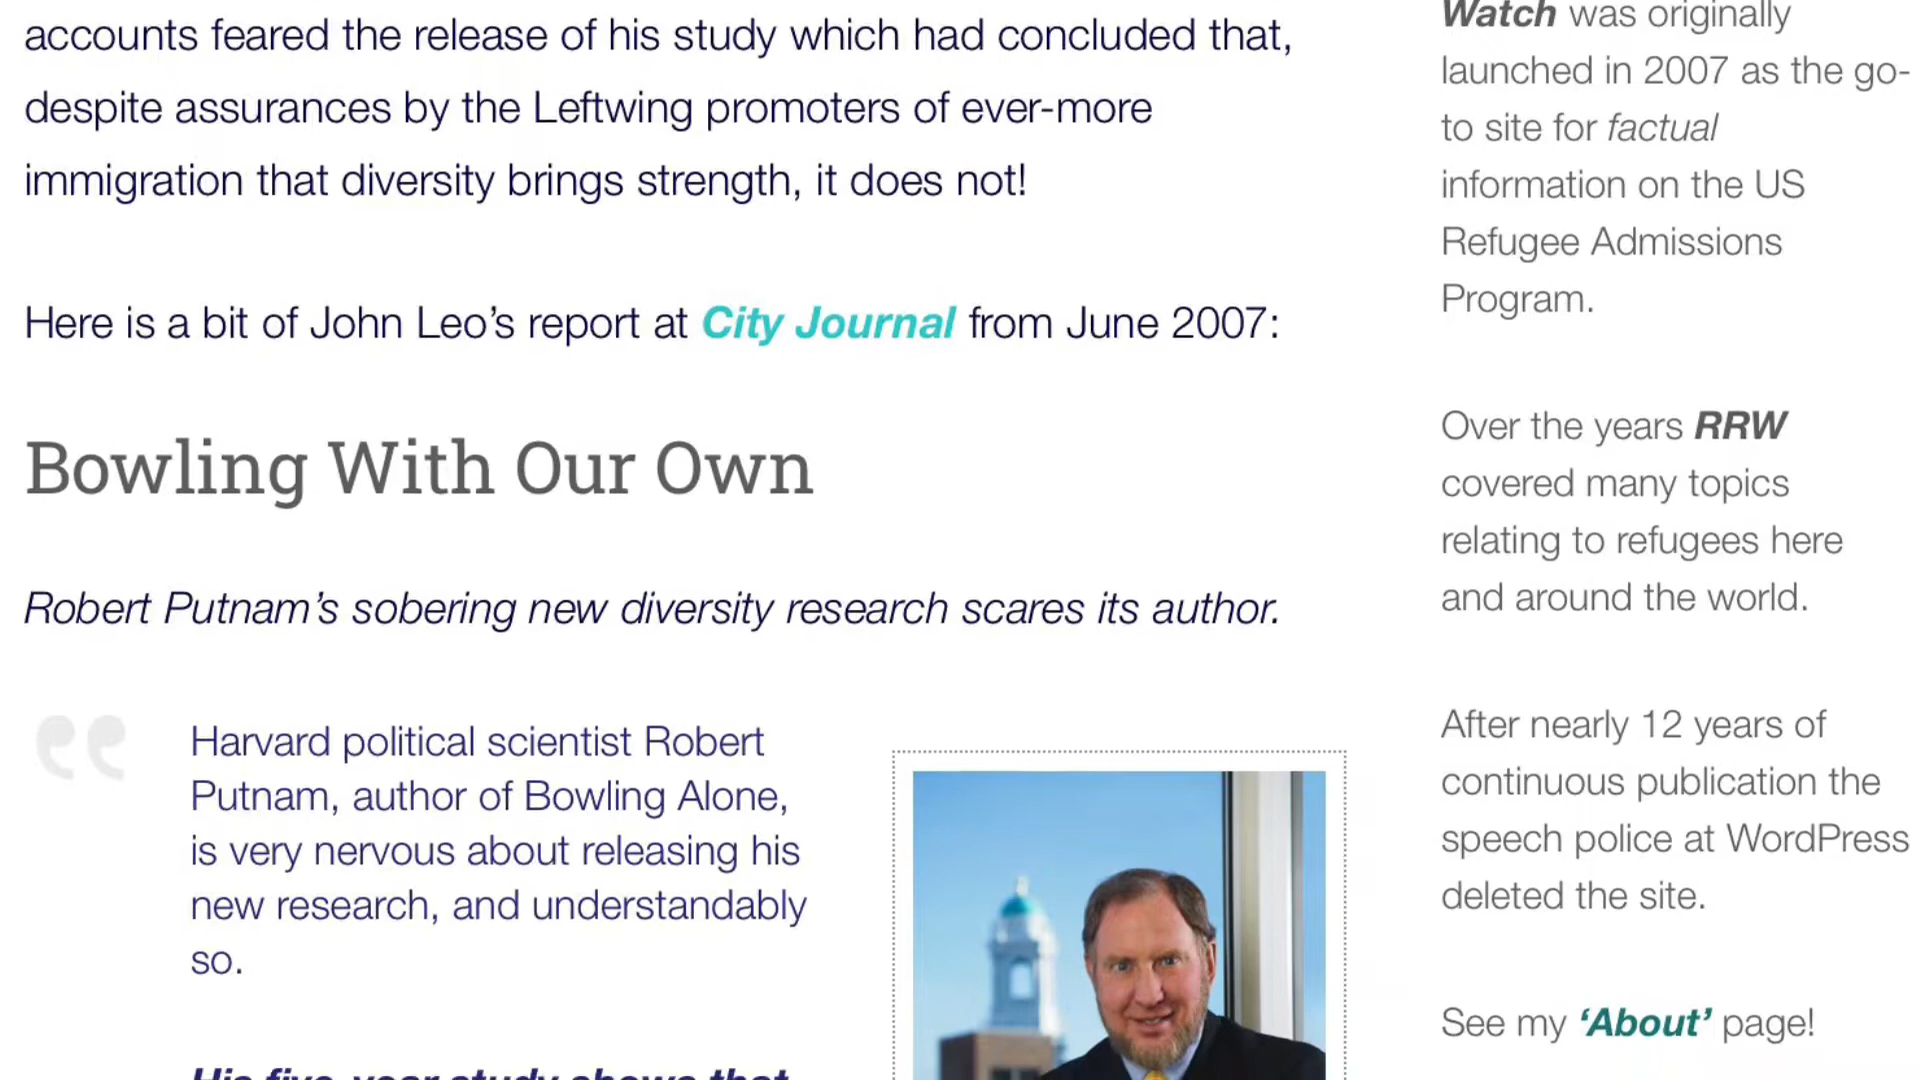 accounts feared the release of his study which had concluded that,
despite assurances by the Leftwing promoters of ever-more
immigration that diversity brings strength, it does not!
Here is a bit of John Leo’s report at City Journal from June 2007:
Bowling With Our Own
Robert Putnam’s sobering new diversity research scares its author.
Harvard political scientist Robert
Putnam, author of Bowling Alone,
is very nervous about releasing his
new research, and understandably
so.
His five-year study shows that
Watch was originally
launched in 2007 as the go-
to site for factual
information on the US
Refugee Admissions
Program.
Over the years RRW
covered many topics
relating to refugees here
and around the world.
After nearly 12 years of
continuous publication the
speech police at WordPress
deleted the site.
See my ‘About’ page!